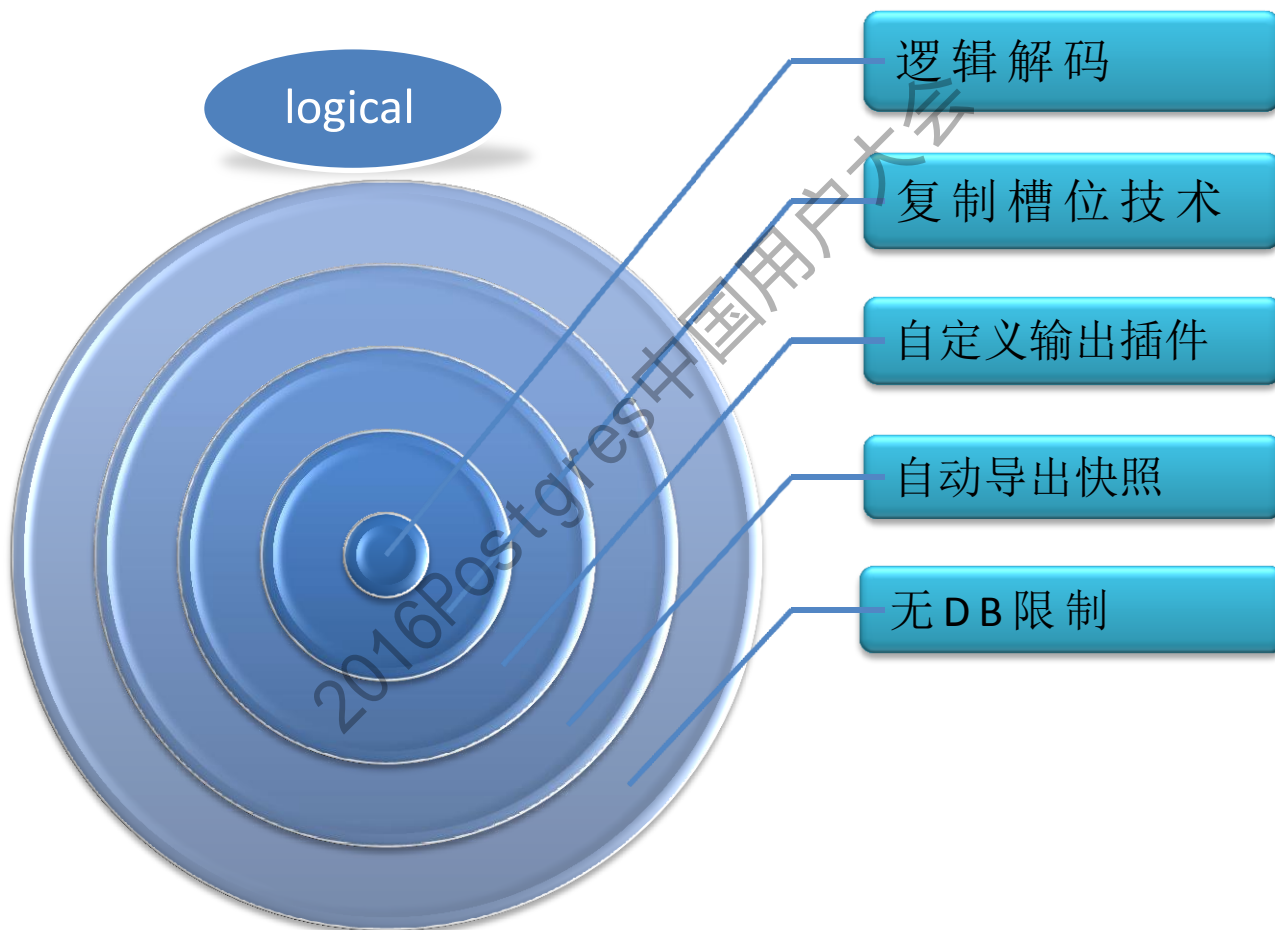 logical
逻辑解码
复制槽位技术
自定义输出插件
自动导出快照
无DB限制
2016Postgres中国用户大会